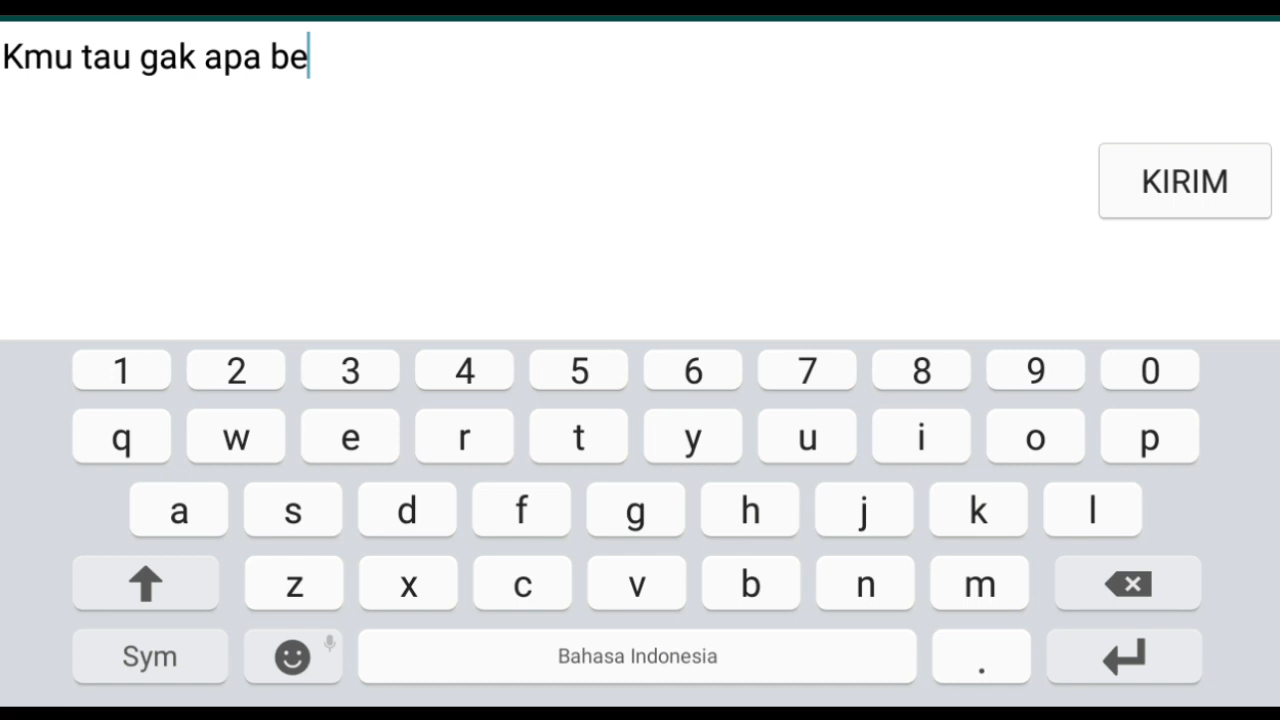 Kmu tau gak apa be
KIRIM
1 2 3 4 5 6 7 8 9 0
q w e r t y u i o p
a s d f g h j k l
z x c v b n m
Sym Bahasa Indonesia .